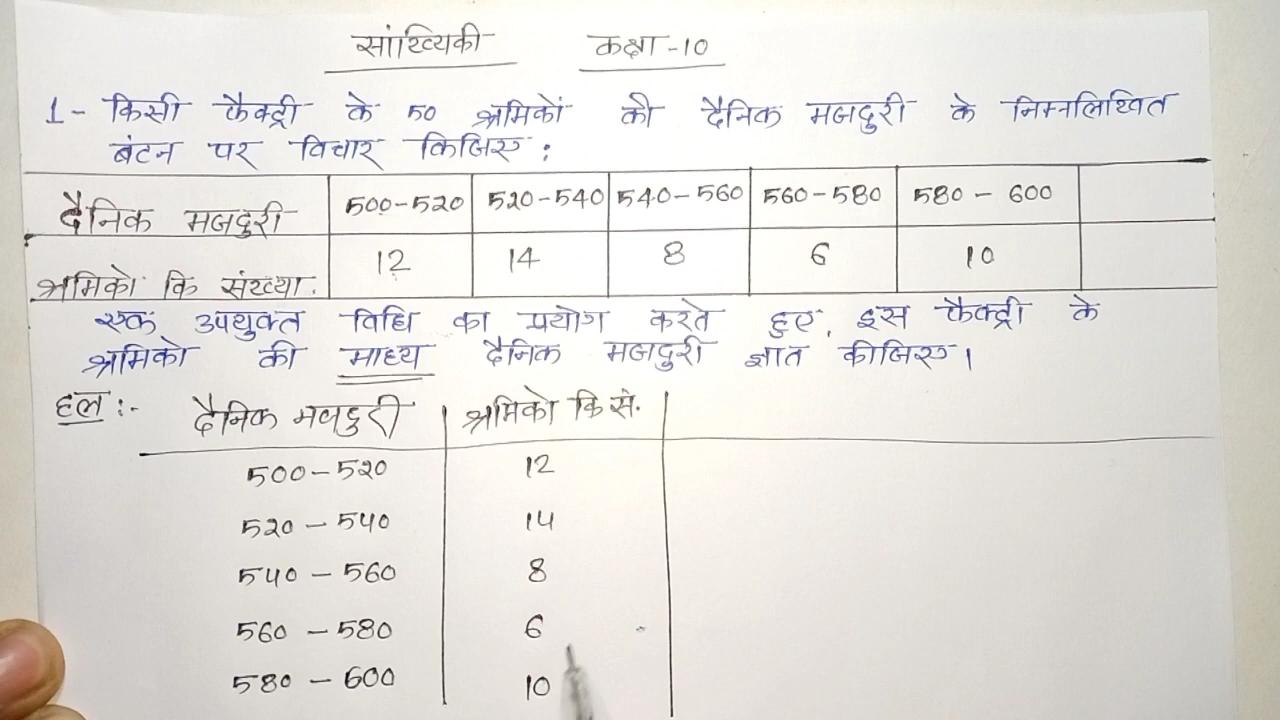 सांख्यिकी कक्षा-10
1- किसी फैक्ट्री के 50 श्रमिकों की दैनिक मजदुरी के निम्नलिखित
बंटन पर विचार किजिए :
दैनिक मजदुरी 500-520 520-540 540-560 560-580 580 - 600
श्रमिको कि संख्या. 12 14 8 6 10
एक उपयुक्त विधि का प्रयोग करते हुए, इस फैक्ट्री के
श्रमिको की माध्य दैनिक मजदुरी ज्ञात कीजिए।
हल :- दैनिक मजदुरी श्रमिको कि सं.
500-520 12
520 - 540 14
540 - 560 8
560 - 580 6
580 - 600 10